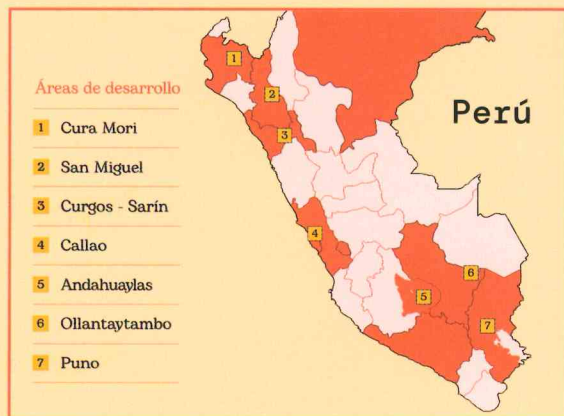 Áreas de desarrollo
1 Cura Mori
2 San Miguel
3 Curgos - Sarín
4 Callao
5 Andahuaylas
6 Ollantaytambo
7 Puno
Perú
1
2
3
4
5
6
7